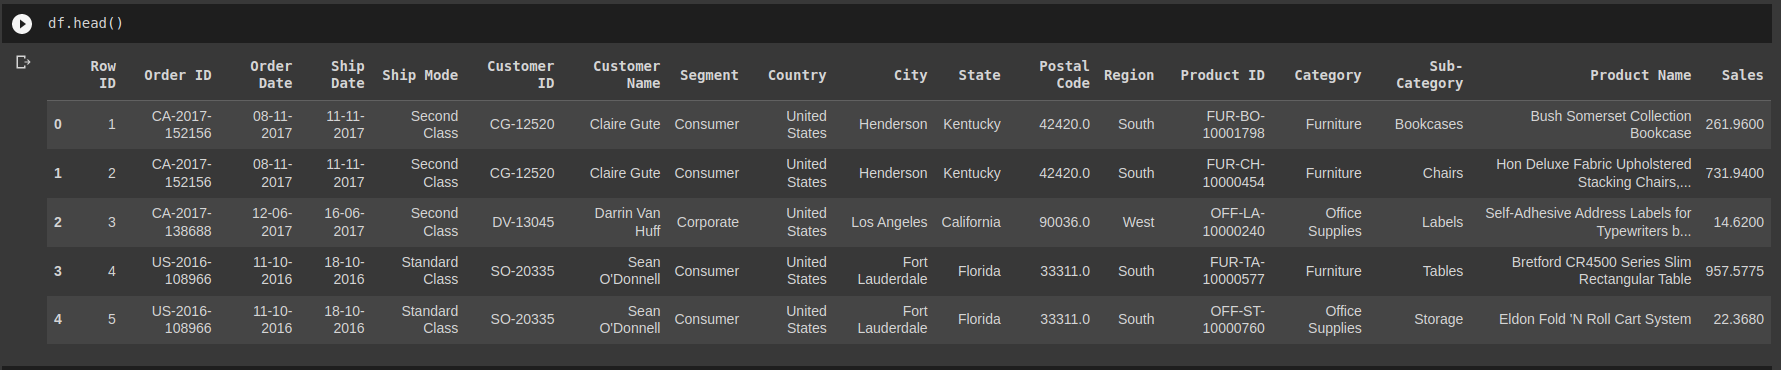 df.head()
Row ID Order ID Order Date Ship Date Ship Mode Customer ID Customer Name Segment Country City State Postal Code Region Product ID Category Sub-Category Product Name Sales
0 1 CA-2017-152156 08-11-2017 11-11-2017 Second Class CG-12520 Claire Gute Consumer United States Henderson Kentucky 42420.0 South FUR-BO-10001798 Furniture Bookcases Bush Somerset Collection Bookcase 261.9600
1 2 CA-2017-152156 08-11-2017 11-11-2017 Second Class CG-12520 Claire Gute Consumer United States Henderson Kentucky 42420.0 South FUR-CH-10000454 Furniture Chairs Hon Deluxe Fabric Upholstered Stacking Chairs,... 731.9400
2 3 CA-2017-138688 12-06-2017 16-06-2017 Second Class DV-13045 Darrin Van Huff Corporate United States Los Angeles California 90036.0 West OFF-LA-10000240 Office Supplies Labels Self-Adhesive Address Labels for Typewriters b... 14.6200
3 4 US-2016-108966 11-10-2016 18-10-2016 Standard Class SO-20335 Sean O'Donnell Consumer United States Fort Lauderdale Florida 33311.0 South FUR-TA-10000577 Furniture Tables Bretford CR4500 Series Slim Rectangular Table 957.5775
4 5 US-2016-108966 11-10-2016 18-10-2016 Standard Class SO-20335 Sean O'Donnell Consumer United States Fort Lauderdale Florida 33311.0 South OFF-ST-10000760 Office Supplies Storage Eldon Fold 'N Roll Cart System 22.3680